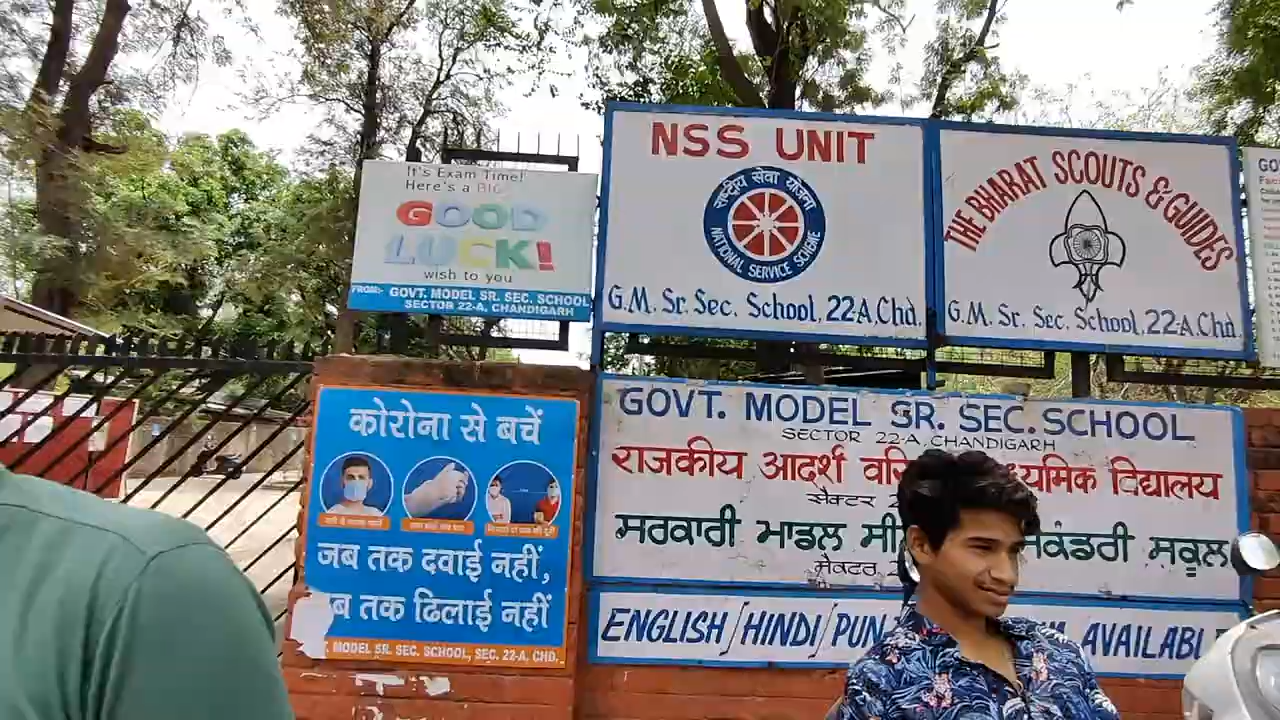 It's Exam Time!
Here's a BIG
GOOD
LUCK!
wish to you
FROM:- GOVT. MODEL SR. SEC. SCHOOL
SECTOR 22-A, CHANDIGARH
NSS UNIT
राष्ट्रीय सेवा योजना
NATIONAL SERVICE SCHEME
G.M. Sr. Sec. School, 22-A, Chd.
THE BHARAT SCOUTS & GUIDES
G.M. Sr. Sec. School, 22-A, Chd.
कोरोना से बचें
जब तक दवाई नहीं,
ब तक ढिलाई नहीं
MODEL SR. SEC. SCHOOL, SEC. 22-A, CHD.
GOVT. MODEL SR. SEC. SCHOOL
SECTOR 22-A, CHANDIGARH
राजकीय आदर्श विद्यालय
सैक्टर
ਸਰਕਾਰੀ ਮਾਡਲ ਸਕੂਲ
ਸੈਕਟਰ
ENGLISH/HINDI/PUN AVAILABL